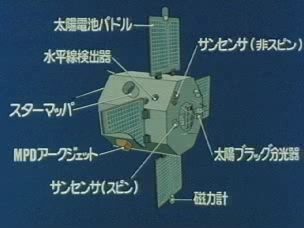 太陽電池パドル
水平線検出器
サンセンサ(非スピン)
スターマッパ
MPDアークジェット
太陽ブラッグ分光器
サンセンサ(スピン)
磁力計